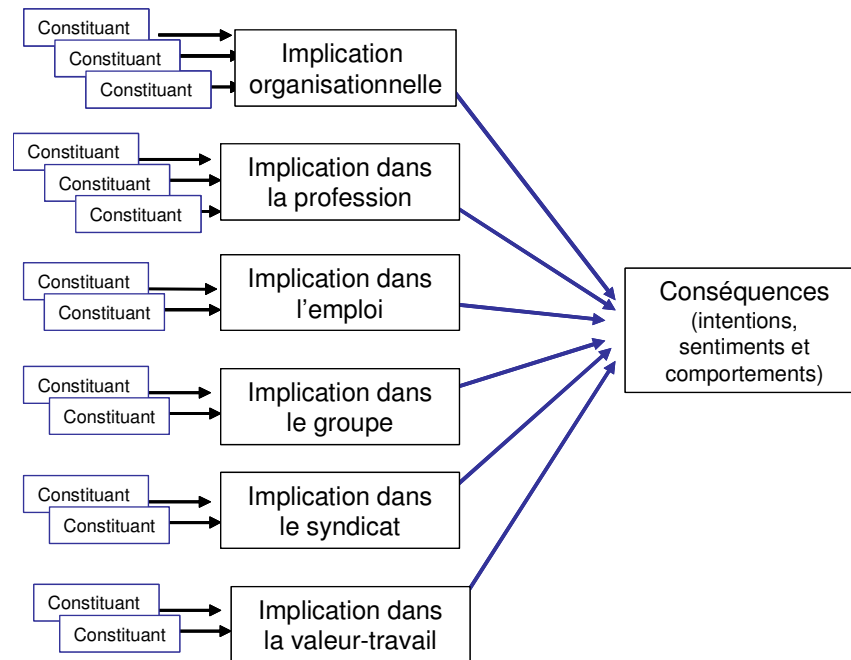 Constituant
Constituant
Constituant
Implication
organisationnelle
Constituant
Constituant
Constituant
Implication dans
la profession
Constituant
Constituant
Implication dans
l'emploi
Constituant
Constituant
Implication dans
le groupe
Constituant
Constituant
Implication dans
le syndicat
Constituant
Constituant
Implication dans
la valeur-travail
Conséquences
(intentions,
sentiments et
comportements)